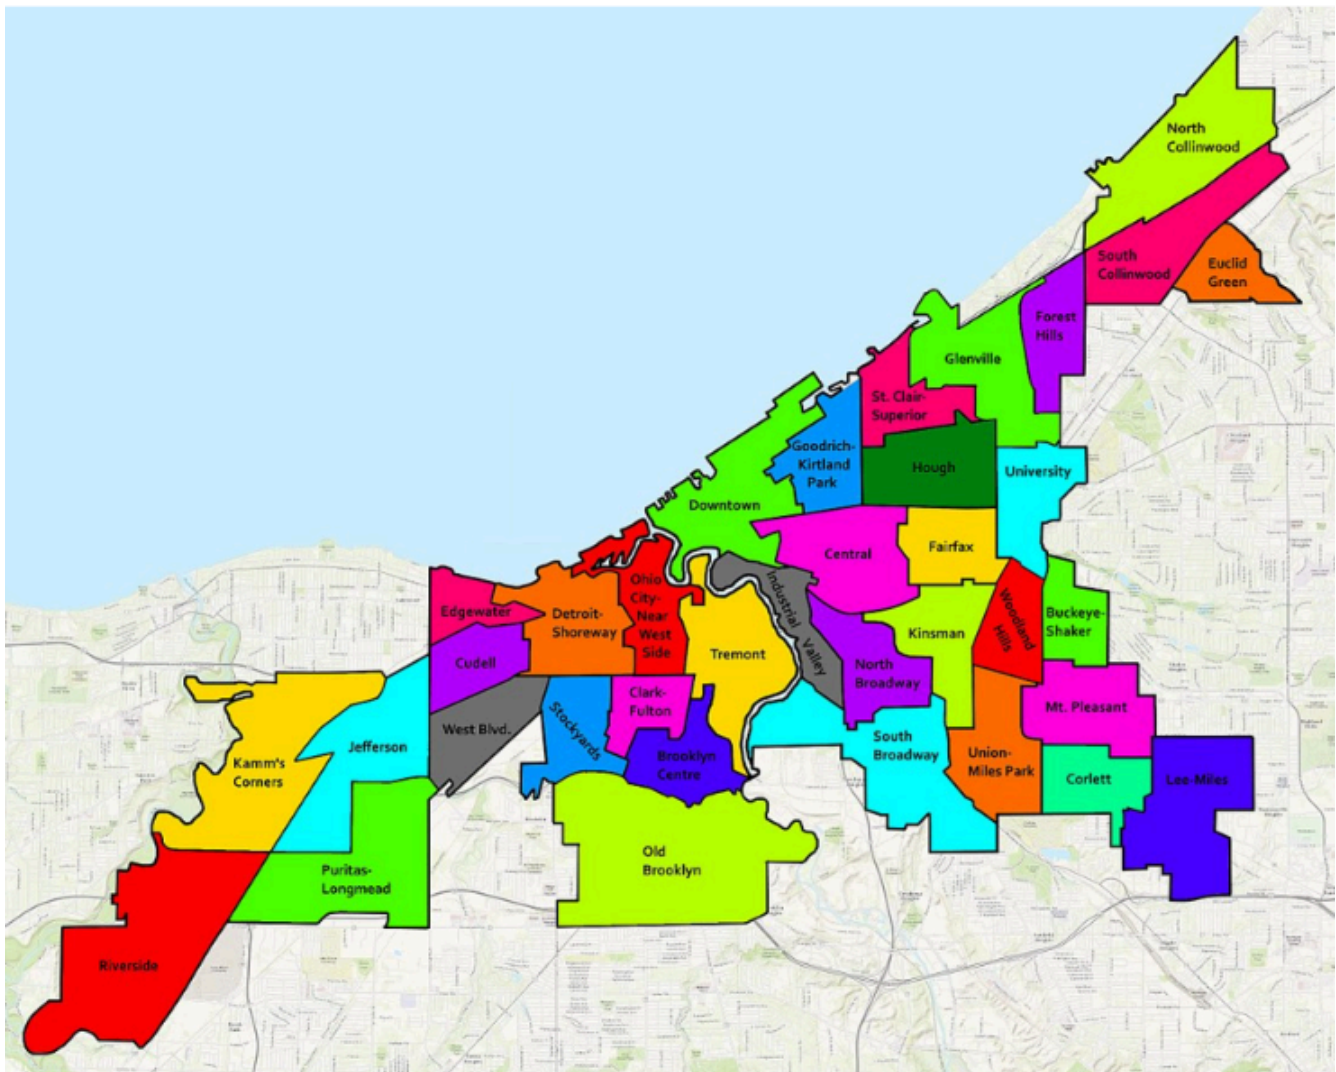 North
Collinwood
South
Collinwood
Euclid
Green
Forest
Hills
Glenville
St. Clair-
Superior
Goodrich-
Kirtland
Park
Hough
University
Downtown
Central
Fairfax
Industrial
Valley
Ohio
City-
Near
West
Side
Edgewater
Detroit-
Shoreway
Cudell
Tremont
Kinsman
Woodland
Hills
Buckeye-
Shaker
North
Broadway
Clark-
Fulton
Stockyards
West Blvd.
Jefferson
Kamm's
Corners
Brooklyn
Centre
South
Broadway
Union-
Miles Park
Mt. Pleasant
Corlett
Lee-Miles
Old
Brooklyn
Puritas-
Longmead
Riverside